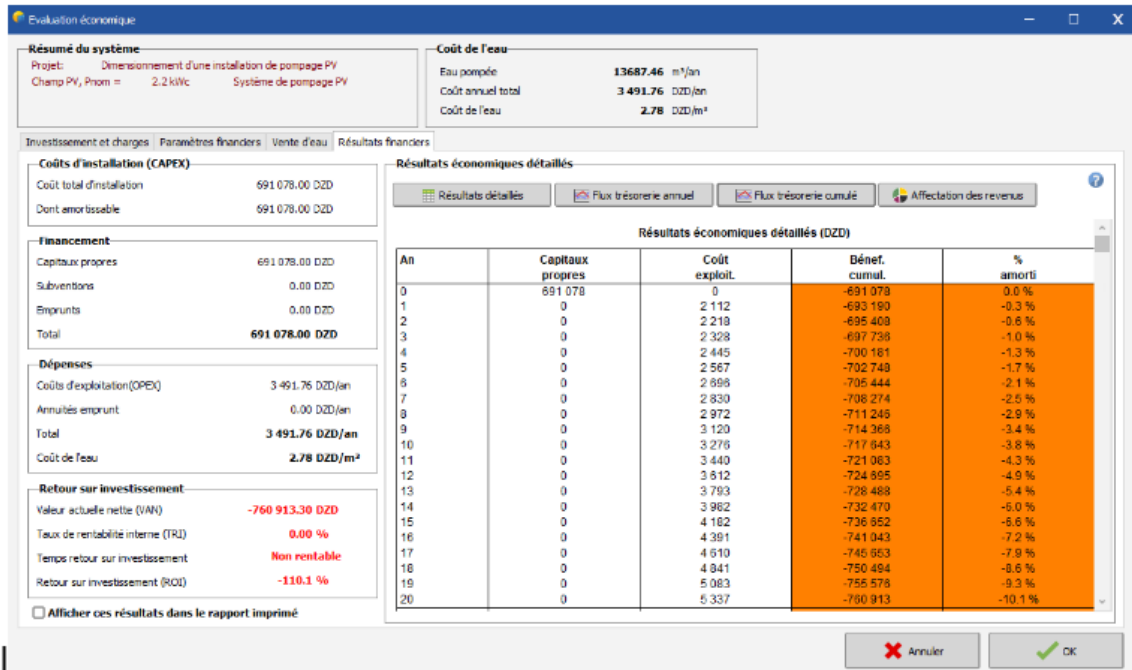 Evaluation économique
Résumé du système
Projet: Dimensionnement d'une installation de pompage PV
Champ PV, Pnom = 2.2 kWc Système de pompage PV
Coût de l'eau
Eau pompée 13687.46 m³/an
Coût annuel total 3 491.76 DZD/an
Coût de l'eau 2.78 DZD/m³
Investissement et charges Paramètres financiers Vente d'eau Résultats financiers
Coûts d'installation (CAPEX)
Coût total d'installation 691 078.00 DZD
Dont amortissable 691 078.00 DZD
Financement
Capitaux propres 691 078.00 DZD
Subventions 0.00 DZD
Emprunts 0.00 DZD
Total 691 078.00 DZD
Dépenses
Coûts d'exploitation(OPEX) 3 491.76 DZD/an
Annuités emprunt 0.00 DZD/an
Total 3 491.76 DZD/an
Coût de l'eau 2.78 DZD/m³
Retour sur investissement
Valeur actuelle nette (VAN) -760 913.30 DZD
Taux de rentabilité interne (TRI) 0.00 %
Temps retour sur investissement Non rentable
Retour sur investissement (ROI) -110.1 %
Afficher ces résultats dans le rapport imprimé
Résultats économiques détaillés
Résultats détaillés Flux trésorerie annuel Flux trésorerie cumulé Affectation des revenus
Résultats économiques détaillés (DZD)
An Capitaux Coût Bénef. %
propres exploit. cumul. amorti
0 691 078 0 -691 078 0.0 %
1 0 2 112 -693 190 -0.3 %
2 0 2 218 -695 408 -0.6 %
3 0 2 328 -697 736 -1.0 %
4 0 2 445 -700 181 -1.3 %
5 0 2 567 -702 748 -1.7 %
6 0 2 696 -705 444 -2.1 %
7 0 2 830 -708 274 -2.5 %
8 0 2 972 -711 246 -2.9 %
9 0 3 120 -714 366 -3.4 %
10 0 3 276 -717 643 -3.8 %
11 0 3 440 -721 083 -4.3 %
12 0 3 612 -724 695 -4.9 %
13 0 3 793 -728 488 -5.4 %
14 0 3 982 -732 470 -6.0 %
15 0 4 182 -736 652 -6.6 %
16 0 4 391 -741 043 -7.2 %
17 0 4 610 -745 653 -7.9 %
18 0 4 841 -750 494 -8.6 %
19 0 5 083 -755 576 -9.3 %
20 0 5 337 -760 913 -10.1 %
Annuler OK